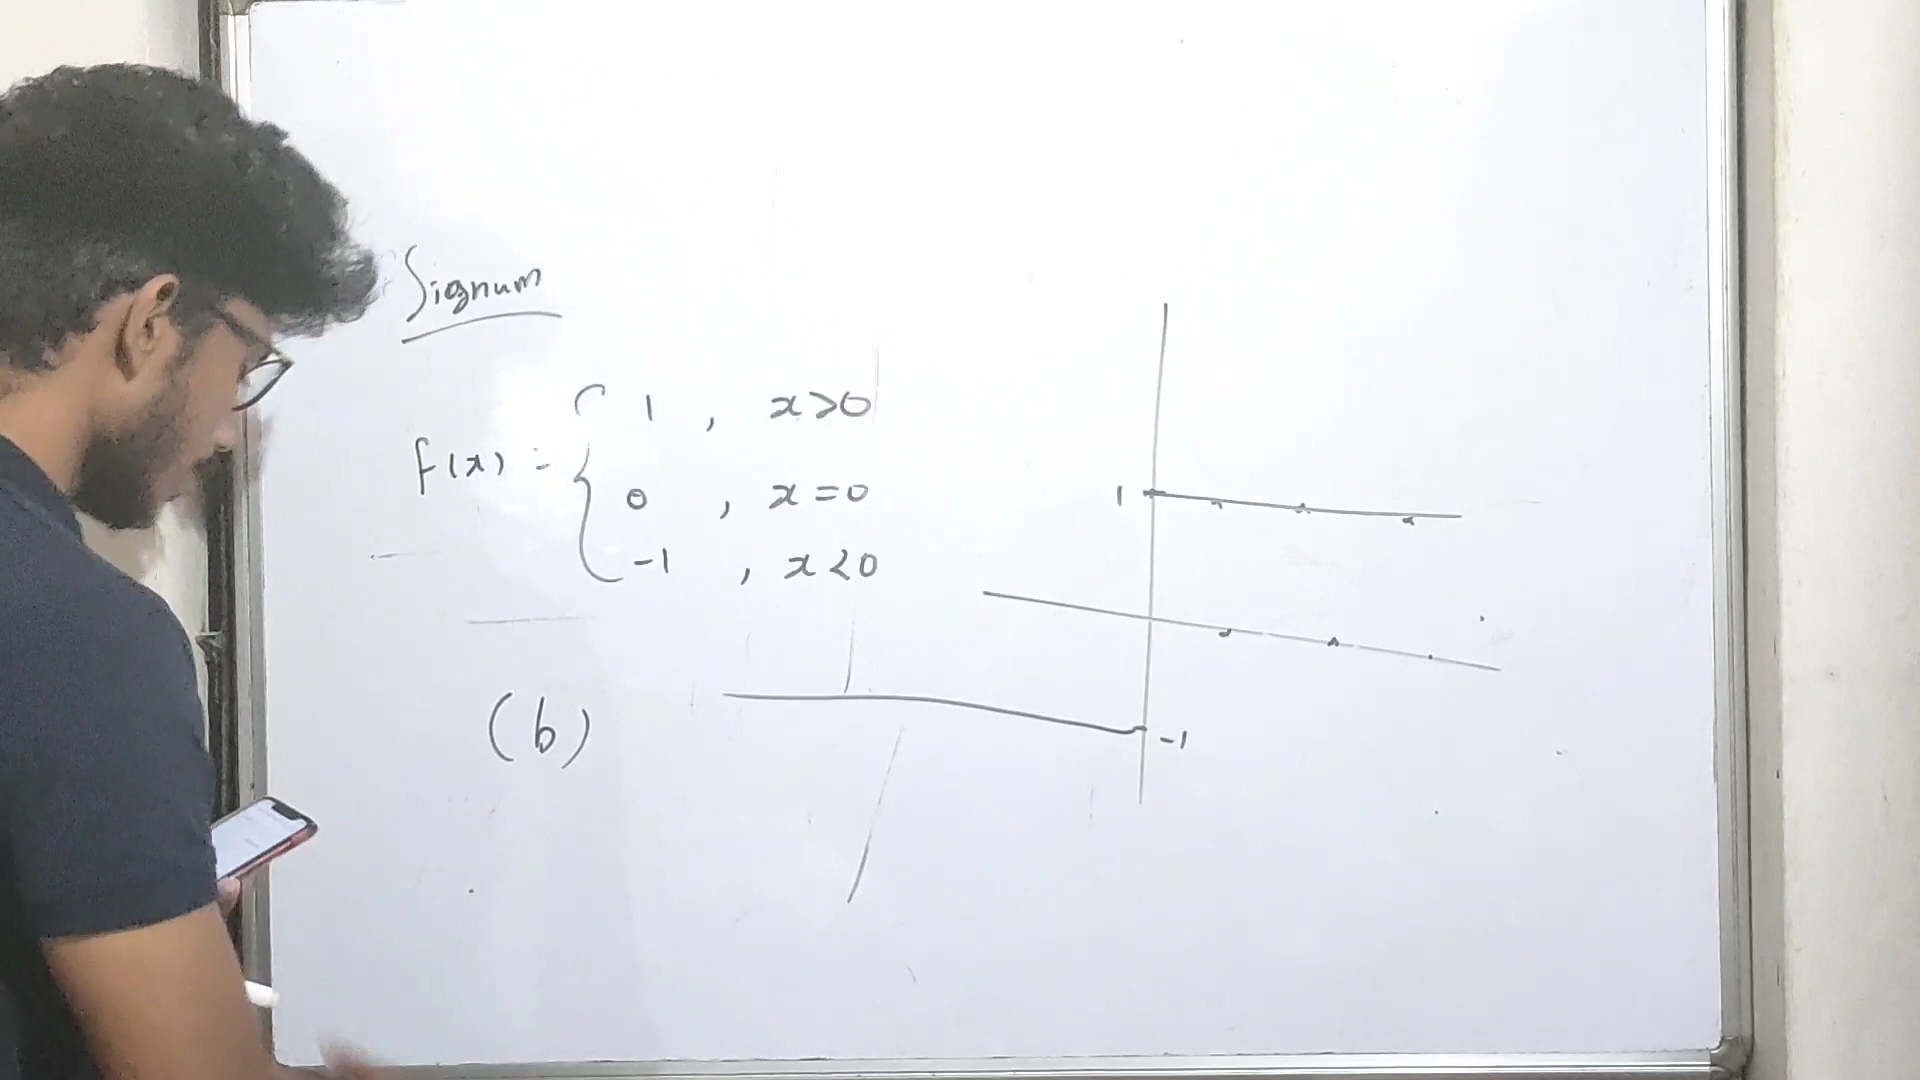 Signum
f(x) = { 1 , x>0
0 , x=0
-1 , x<0
(b)
1
-1